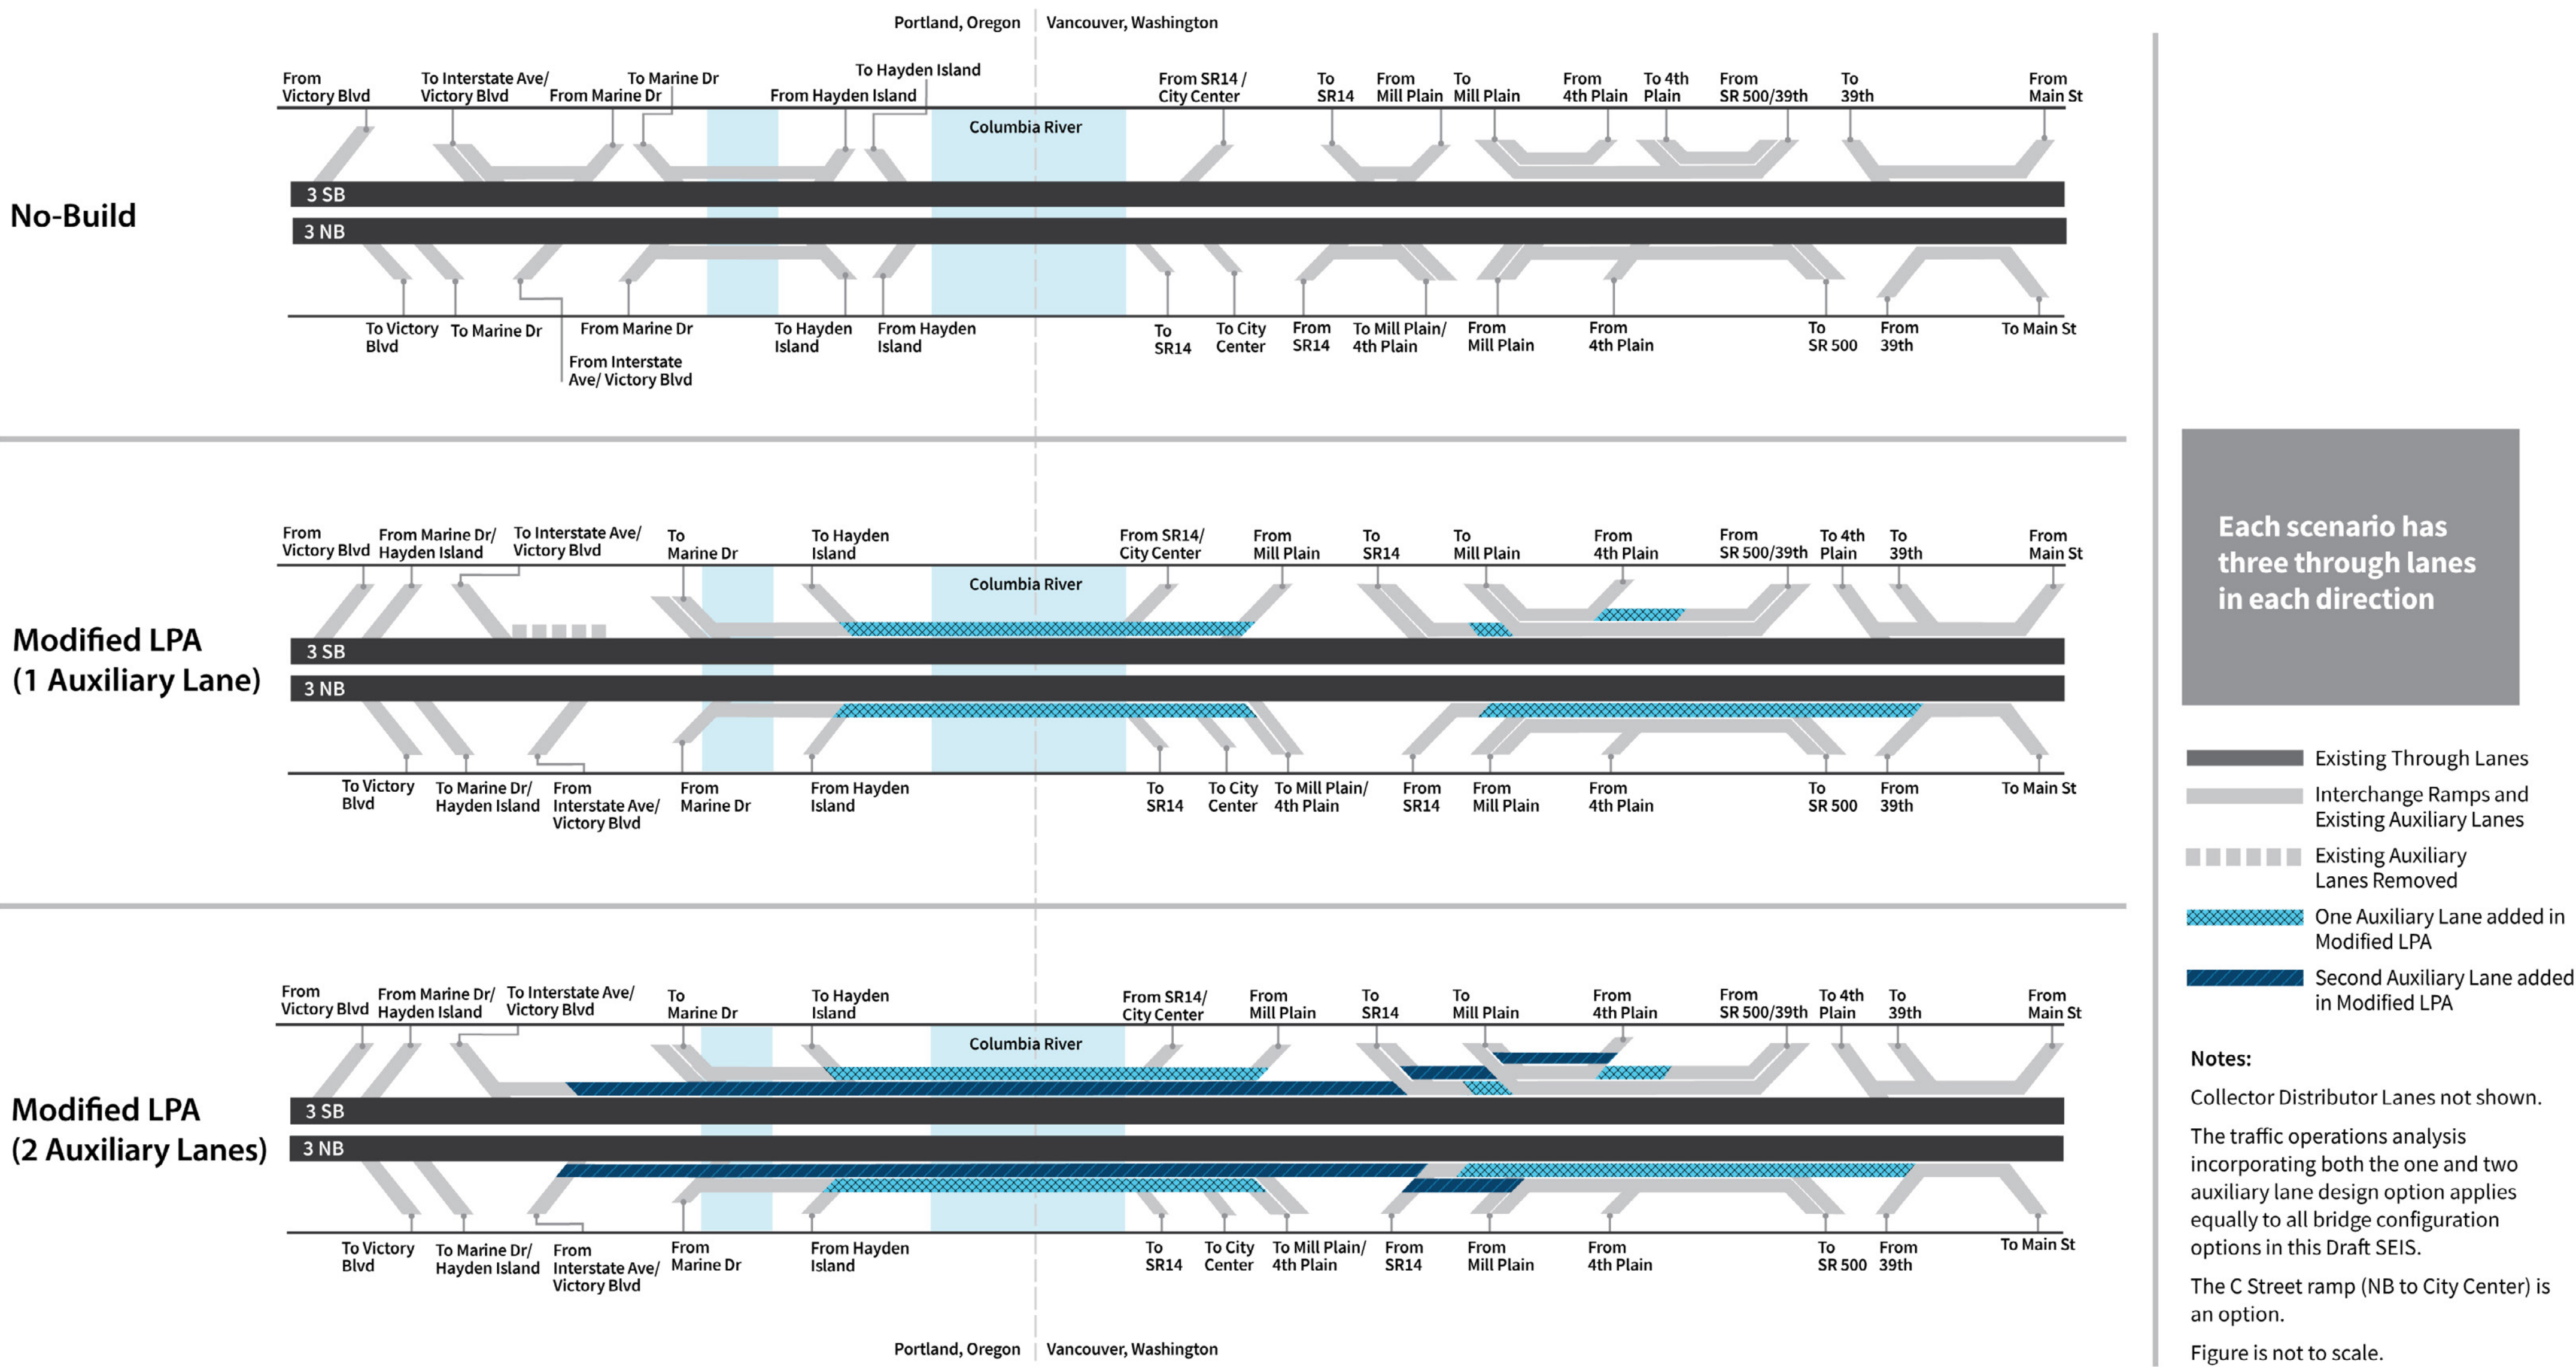 Portland, Oregon
Vancouver, Washington
No-Build
From
Victory Blvd
To Interstate Ave/
Victory Blvd
From Marine Dr
To Marine Dr
From Hayden Island
To Hayden Island
Columbia River
From SR14 /
City Center
To
SR14
From
Mill Plain
To
Mill Plain
From
4th Plain
To 4th
Plain
From
SR 500/39th
To
39th
From
Main St
3 SB
3 NB
To Victory
Blvd
To Marine Dr
From Interstate
Ave/ Victory Blvd
From Marine Dr
To Hayden
Island
From Hayden
Island
To
SR14
To City
Center
From
SR14
To Mill Plain/
4th Plain
From
Mill Plain
From
4th Plain
To
SR 500
From
39th
To Main St
Modified LPA
(1 Auxiliary Lane)
From
Victory Blvd
From Marine Dr/
Hayden Island
To Interstate Ave/
Victory Blvd
To
Marine Dr
To Hayden
Island
Columbia River
From SR14/
City Center
From
Mill Plain
To
SR14
To
Mill Plain
From
4th Plain
From
SR 500/39th
To 4th
Plain
To
39th
From
Main St
3 SB
3 NB
To Victory
Blvd
To Marine Dr/
Hayden Island
From
Interstate Ave/
Victory Blvd
From
Marine Dr
From Hayden
Island
To
SR14
To City
Center
To Mill Plain/
4th Plain
From
SR14
From
Mill Plain
From
4th Plain
To
SR 500
From
39th
To Main St
Modified LPA
(2 Auxiliary Lanes)
From
Victory Blvd
From Marine Dr/
Hayden Island
To Interstate Ave/
Victory Blvd
To
Marine Dr
To Hayden
Island
Columbia River
From SR14/
City Center
From
Mill Plain
To
SR14
To
Mill Plain
From
4th Plain
From
SR 500/39th
To 4th
Plain
To
39th
From
Main St
3 SB
3 NB
To Victory
Blvd
To Marine Dr/
Hayden Island
From
Interstate Ave/
Victory Blvd
From
Marine Dr
From Hayden
Island
To
SR14
To City
Center
To Mill Plain/
4th Plain
From
SR14
From
Mill Plain
From
4th Plain
To
SR 500
From
39th
To Main St
Portland, Oregon
Vancouver, Washington
Each scenario has
three through lanes
in each direction
Existing Through Lanes
Interchange Ramps and
Existing Auxiliary Lanes
Existing Auxiliary
Lanes Removed
One Auxiliary Lane added in
Modified LPA
Second Auxiliary Lane added
in Modified LPA
Notes:
Collector Distributor Lanes not shown.
The traffic operations analysis
incorporating both the one and two
auxiliary lane design option applies
equally to all bridge configuration
options in this Draft SEIS.
The C Street ramp (NB to City Center) is
an option.
Figure is not to scale.